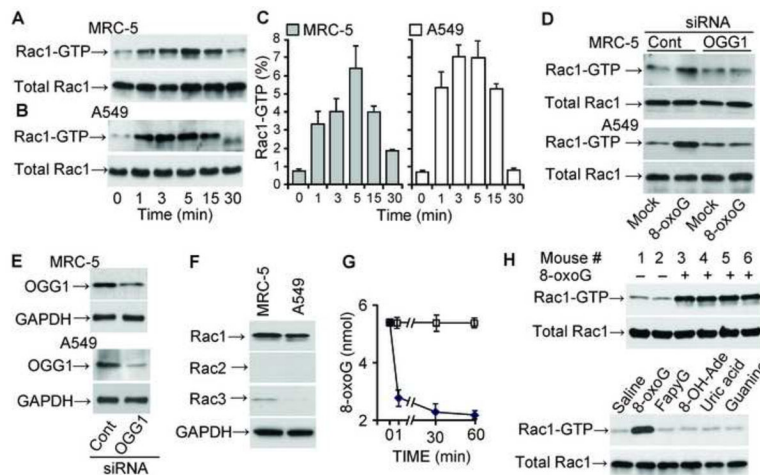 A
MRC-5
Rac1-GTP→
Total Rac1→
B
A549
Rac1-GTP→
Total Rac1→
0 1 3 5 15 30
Time (min)
C
MRC-5
A549
Rac1-GTP (%)
8
7
6
5
4
3
2
1
0
0 1 3 5 15 30
0 1 3 5 15 30
Time (min)
D
siRNA
MRC-5 Cont OGG1
Rac1-GTP→
Total Rac1→
A549
Rac1-GTP→
Total Rac1→
Mock 8-oxoG Mock 8-oxoG
E
MRC-5
OGG1→
GAPDH→
A549
OGG1→
GAPDH→
Cont OGG1
siRNA
F
MRC-5 A549
Rac1→
Rac2→
Rac3→
GAPDH→
G
8-oxoG (nmol)
6
4
2
0 1 30 60
TIME (min)
H
Mouse # 1 2 3 4 5 6
8-oxoG − − + + + +
Rac1-GTP→
Total Rac1→
Saline 8-oxoG FapyG 8-OH-Ade Uric acid Guanine
Rac1-GTP→
Total Rac1→